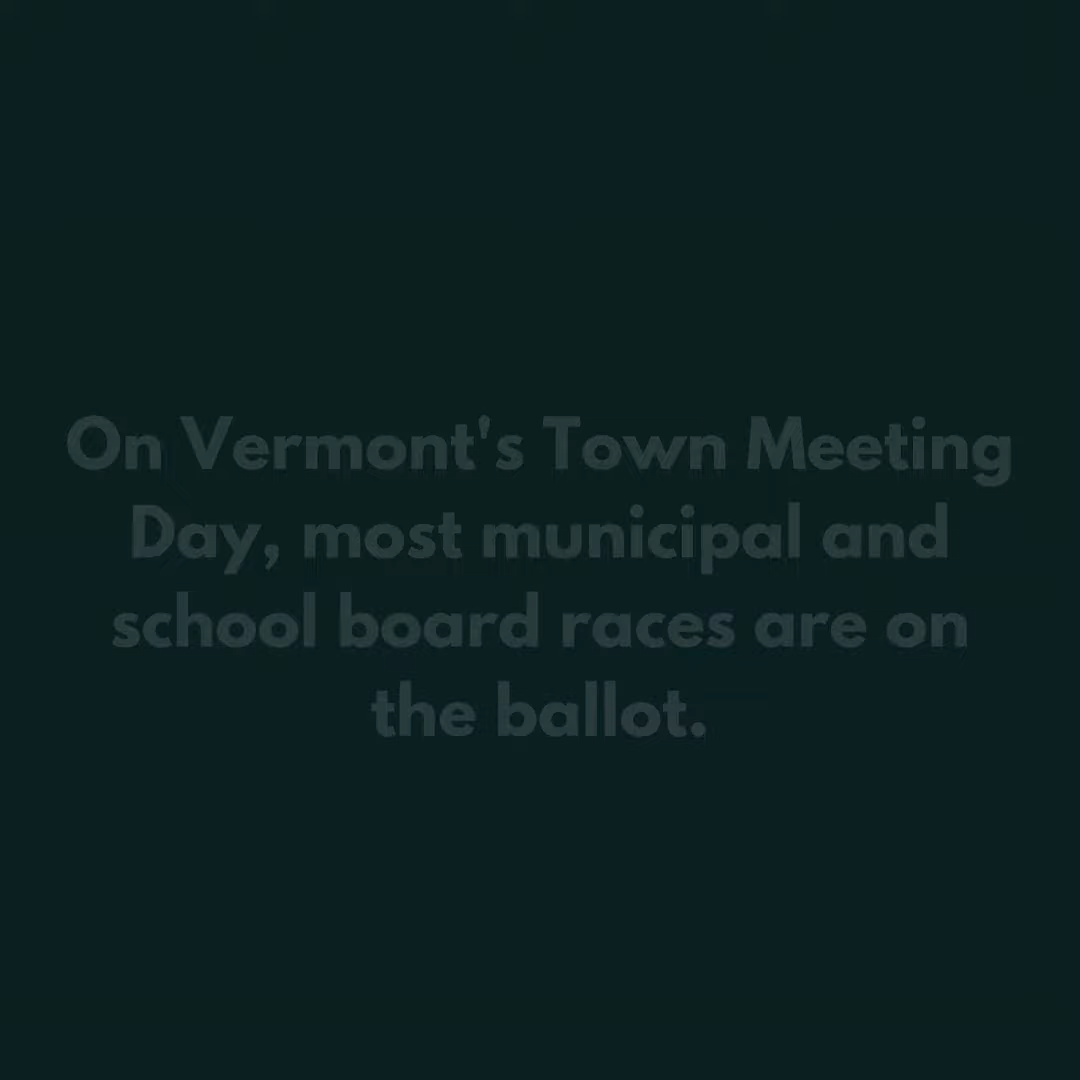 On Vermont's Town Meeting
Day, most municipal and
school board races are on
the ballot.